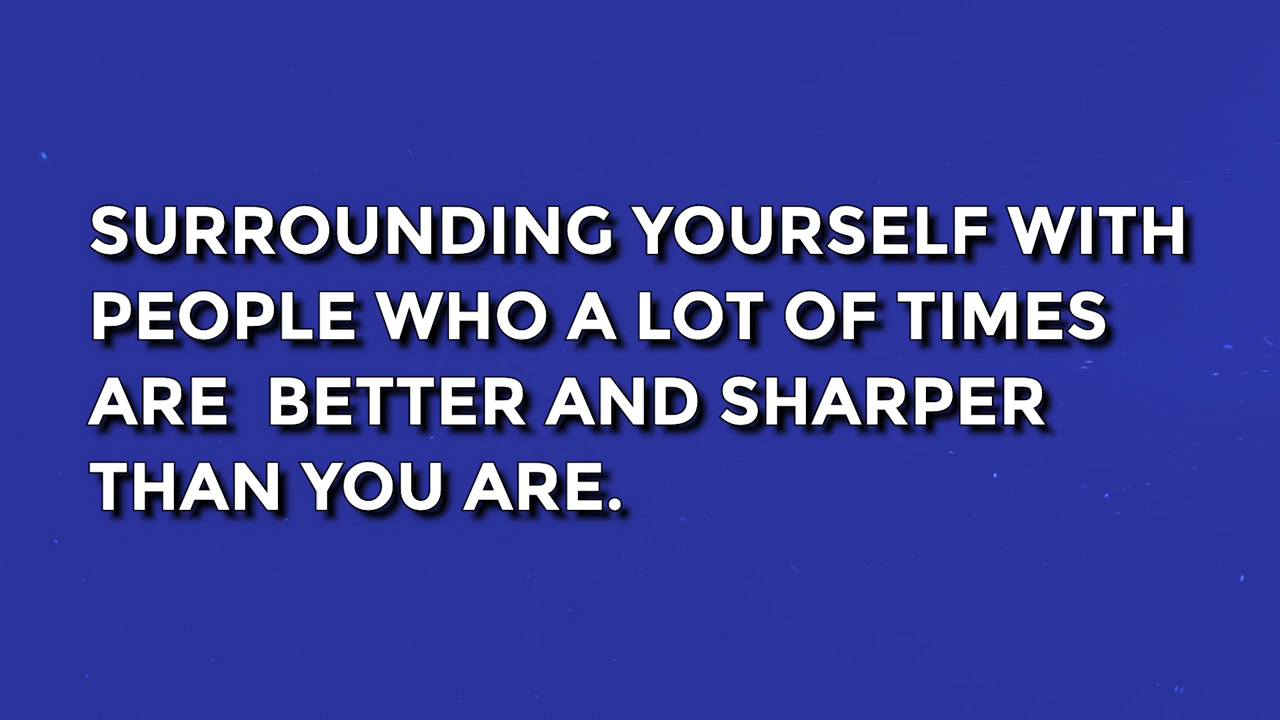 SURROUNDING YOURSELF WITH
PEOPLE WHO A LOT OF TIMES
ARE  BETTER AND SHARPER
THAN YOU ARE.